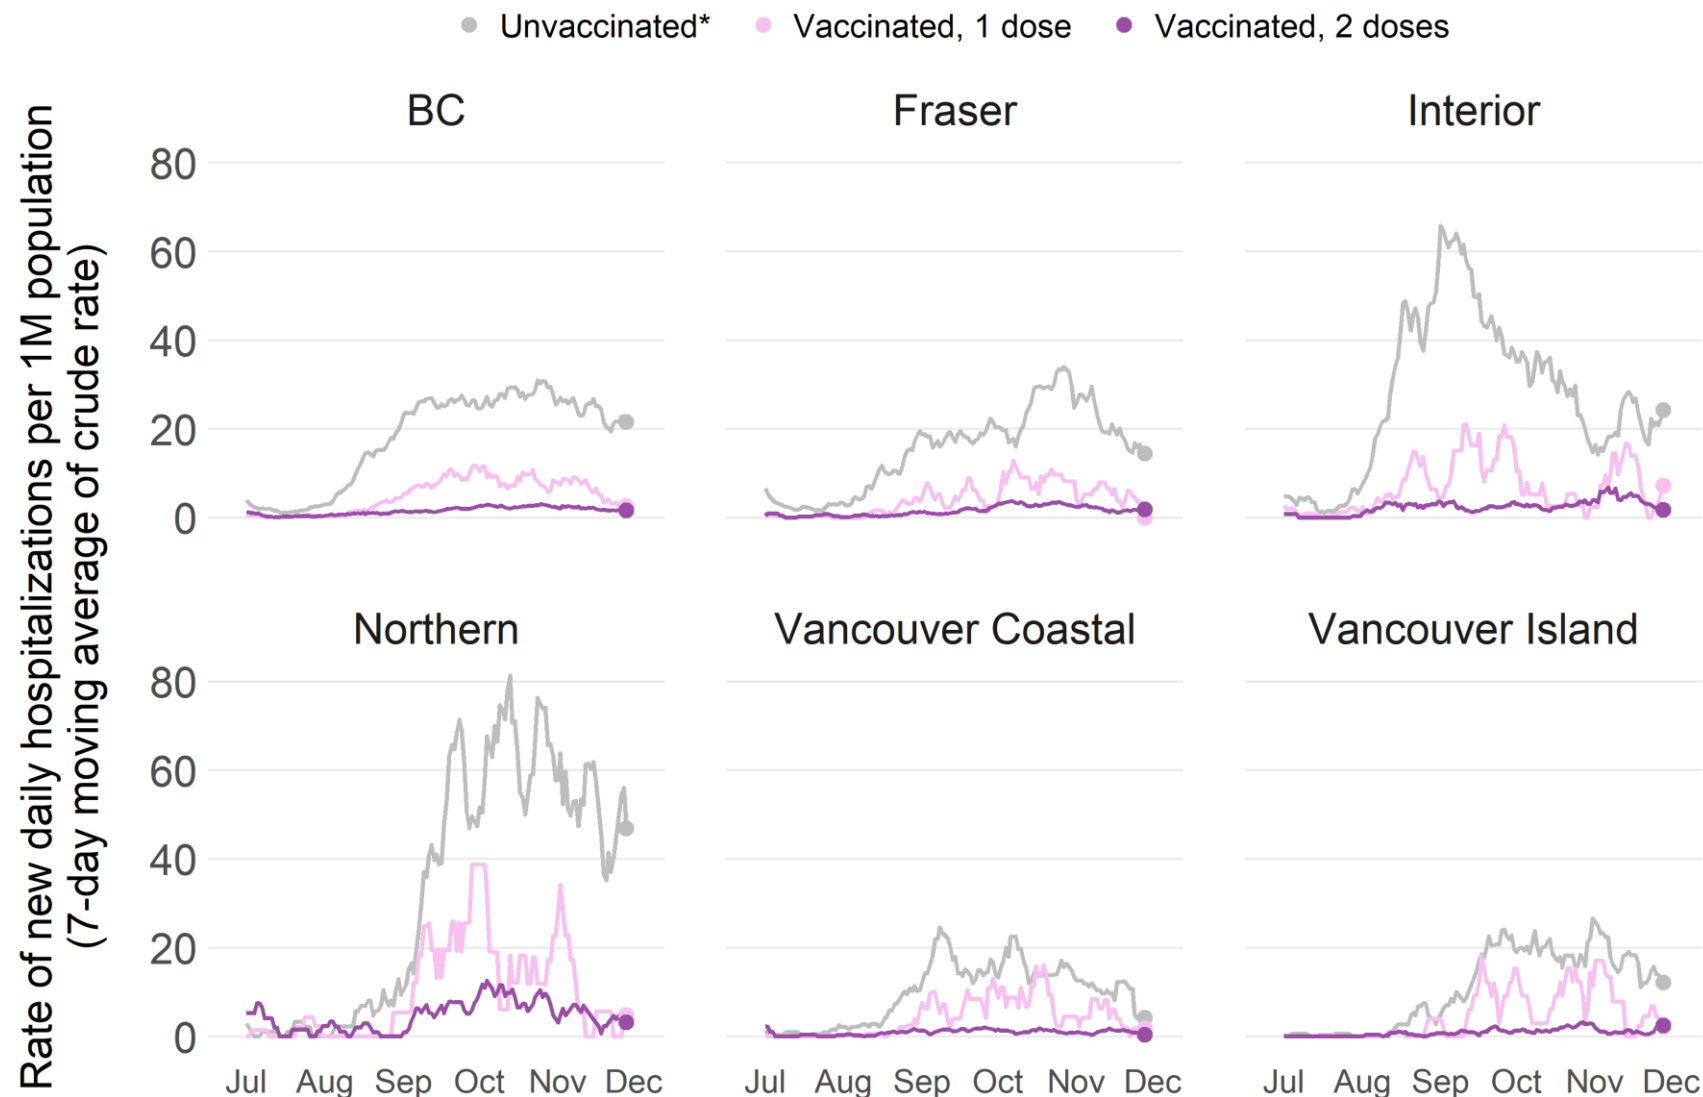 Unvaccinated* Vaccinated, 1 dose Vaccinated, 2 doses
Rate of new daily hospitalizations per 1M population
(7-day moving average of crude rate)
BC Fraser Interior
80
60
40
20
0
Northern Vancouver Coastal Vancouver Island
80
60
40
20
0
Jul Aug Sep Oct Nov Dec Jul Aug Sep Oct Nov Dec Jul Aug Sep Oct Nov Dec